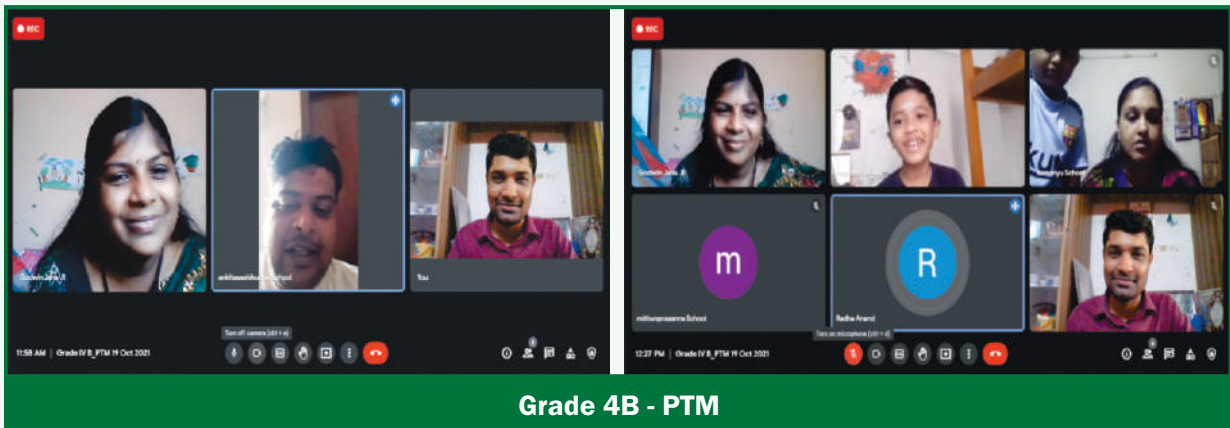 REC
You
Turn off camera (ctrl + e)
11:58 AM | Grade IV B_PTM 19 Oct 2021
REC
m
R
Radha Anand
Turn on microphone (ctrl + d)
12:27 PM | Grade IV B_PTM 19 Oct 2021
Grade 4B - PTM